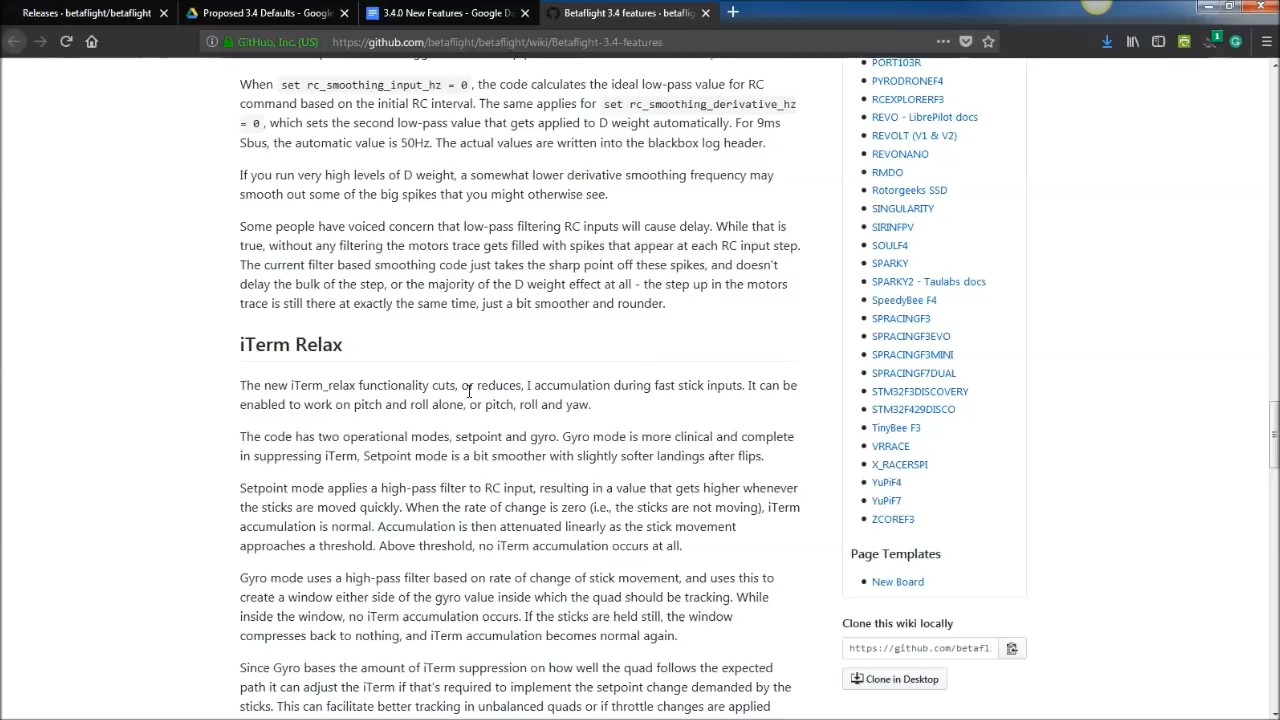 Releases · betaflight/betaflight
Proposed 3.4 Defaults - Google
3.4.0 New Features - Google D
Betaflight 3.4 features · betaflig
GitHub, Inc. (US)
https://github.com/betaflight/betaflight/wiki/Betaflight-3.4-features
1
When set rc_smoothing_input_hz = 0, the code calculates the ideal low-pass value for RC
command based on the initial RC interval. The same applies for set rc_smoothing_derivative_hz
= 0, which sets the second low-pass value that gets applied to D weight automatically. For 9ms
Sbus, the automatic value is 50Hz. The actual values are written into the blackbox log header.
If you run very high levels of D weight, a somewhat lower derivative smoothing frequency may
smooth out some of the big spikes that you might otherwise see.
Some people have voiced concern that low-pass filtering RC inputs will cause delay. While that is
true, without any filtering the motors trace gets filled with spikes that appear at each RC input step.
The current filter based smoothing code just takes the sharp point off these spikes, and doesn't
delay the bulk of the step, or the majority of the D weight effect at all - the step up in the motors
trace is still there at exactly the same time, just a bit smoother and rounder.
iTerm Relax
The new iTerm_relax functionality cuts, or reduces, I accumulation during fast stick inputs. It can be
enabled to work on pitch and roll alone, or pitch, roll and yaw.
The code has two operational modes, setpoint and gyro. Gyro mode is more clinical and complete
in suppressing iTerm, Setpoint mode is a bit smoother with slightly softer landings after flips.
Setpoint mode applies a high-pass filter to RC input, resulting in a value that gets higher whenever
the sticks are moved quickly. When the rate of change is zero (i.e., the sticks are not moving), iTerm
accumulation is normal. Accumulation is then attenuated linearly as the stick movement
approaches a threshold. Above threshold, no iTerm accumulation occurs at all.
Gyro mode uses a high-pass filter based on rate of change of stick movement, and uses this to
create a window either side of the gyro value inside which the quad should be tracking. While
inside the window, no iTerm accumulation occurs. If the sticks are held still, the window
compresses back to nothing, and iTerm accumulation becomes normal again.
Since Gyro bases the amount of iTerm suppression on how well the quad follows the expected
path it can adjust the iTerm if that's required to implement the setpoint change demanded by the
sticks. This can facilitate better tracking in unbalanced quads or if throttle changes are applied
PORT103R
PYRODRONEF4
RCEXPLORERF3
REVO - LibrePilot docs
REVOLT (V1 & V2)
REVONANO
RMDO
Rotorgeeks SSD
SINGULARITY
SIRINFPV
SOULF4
SPARKY
SPARKY2 - Taulabs docs
SpeedyBee F4
SPRACINGF3
SPRACINGF3EVO
SPRACINGF3MINI
SPRACINGF7DUAL
STM32F3DISCOVERY
STM32F429DISCO
TinyBee F3
VRRACE
X_RACERSPI
YuPiF4
YuPiF7
ZCOREF3
Page Templates
New Board
Clone this wiki locally
https://github.com/betafl
Clone in Desktop